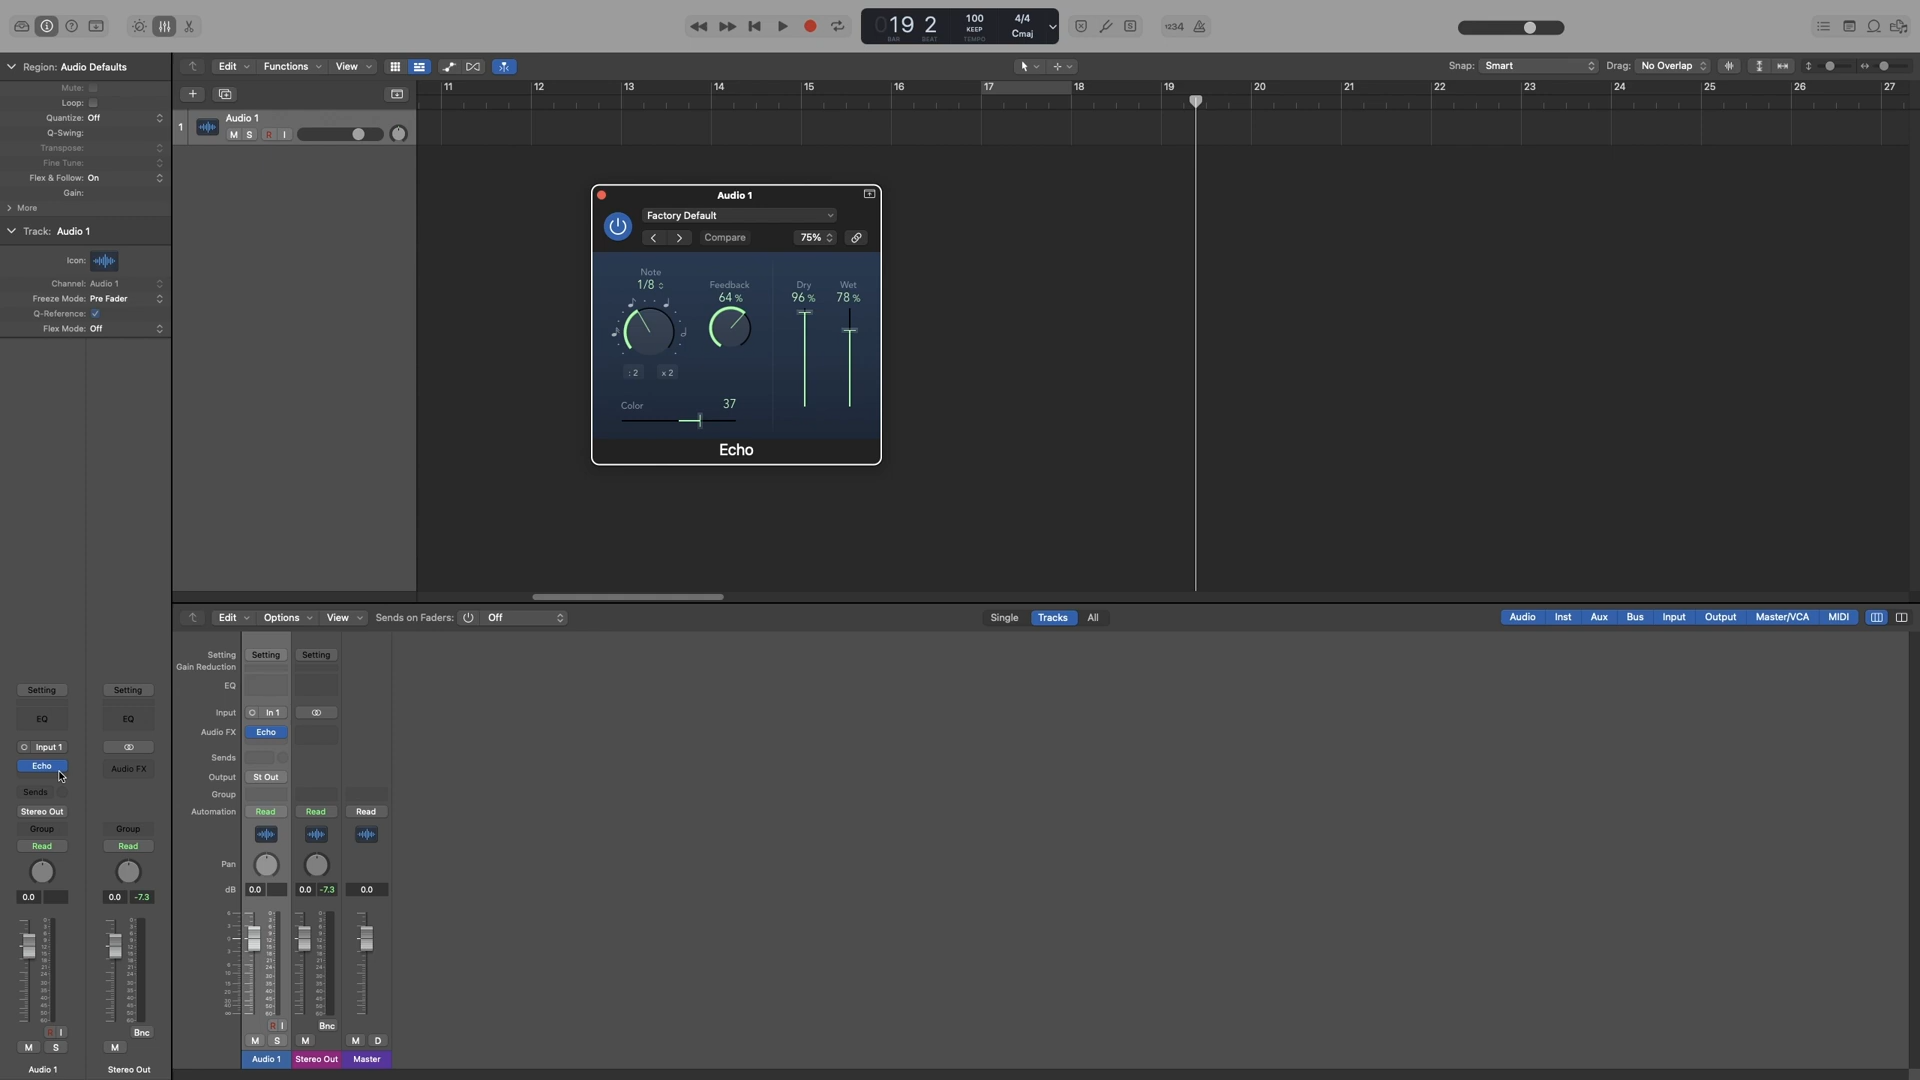 19 2
BAR BEAT
100
KEEP
TEMPO
4/4
Cmaj
1234
Region: Audio Defaults
Mute:
Loop:
Quantize: Off
Q-Swing:
Transpose:
Fine Tune:
Flex & Follow: On
Gain:
More
Track: Audio 1
Icon:
Channel: Audio 1
Freeze Mode: Pre Fader
Q-Reference:
Flex Mode: Off
Edit Functions View
Snap: Smart Drag: No Overlap
11 12 13 14 15 16 17 18 19 20 21 22 23 24 25 26 27
1 Audio 1
M S R I
Audio 1
Factory Default
Compare 75%
Note
1/8
Feedback
64 %
Dry
96 %
Wet
78 %
: 2 x 2
Color 37
Echo
Edit Options View Sends on Faders: Off
Single Tracks All
Audio Inst Aux Bus Input Output Master/VCA MIDI
Setting Setting Setting
Gain Reduction
EQ
Input In 1
Audio FX Echo
Sends
Output St Out
Group
Automation Read Read Read
Pan
dB 0.0 0.0 -7.3 0.0
R I Bnc
M S M M D
Audio 1 Stereo Out Master
Setting Setting
EQ EQ
Input 1
Echo Audio FX
Sends
Stereo Out
Group Group
Read Read
0.0 0.0 -7.3
R I Bnc
M S M
Audio 1 Stereo Out